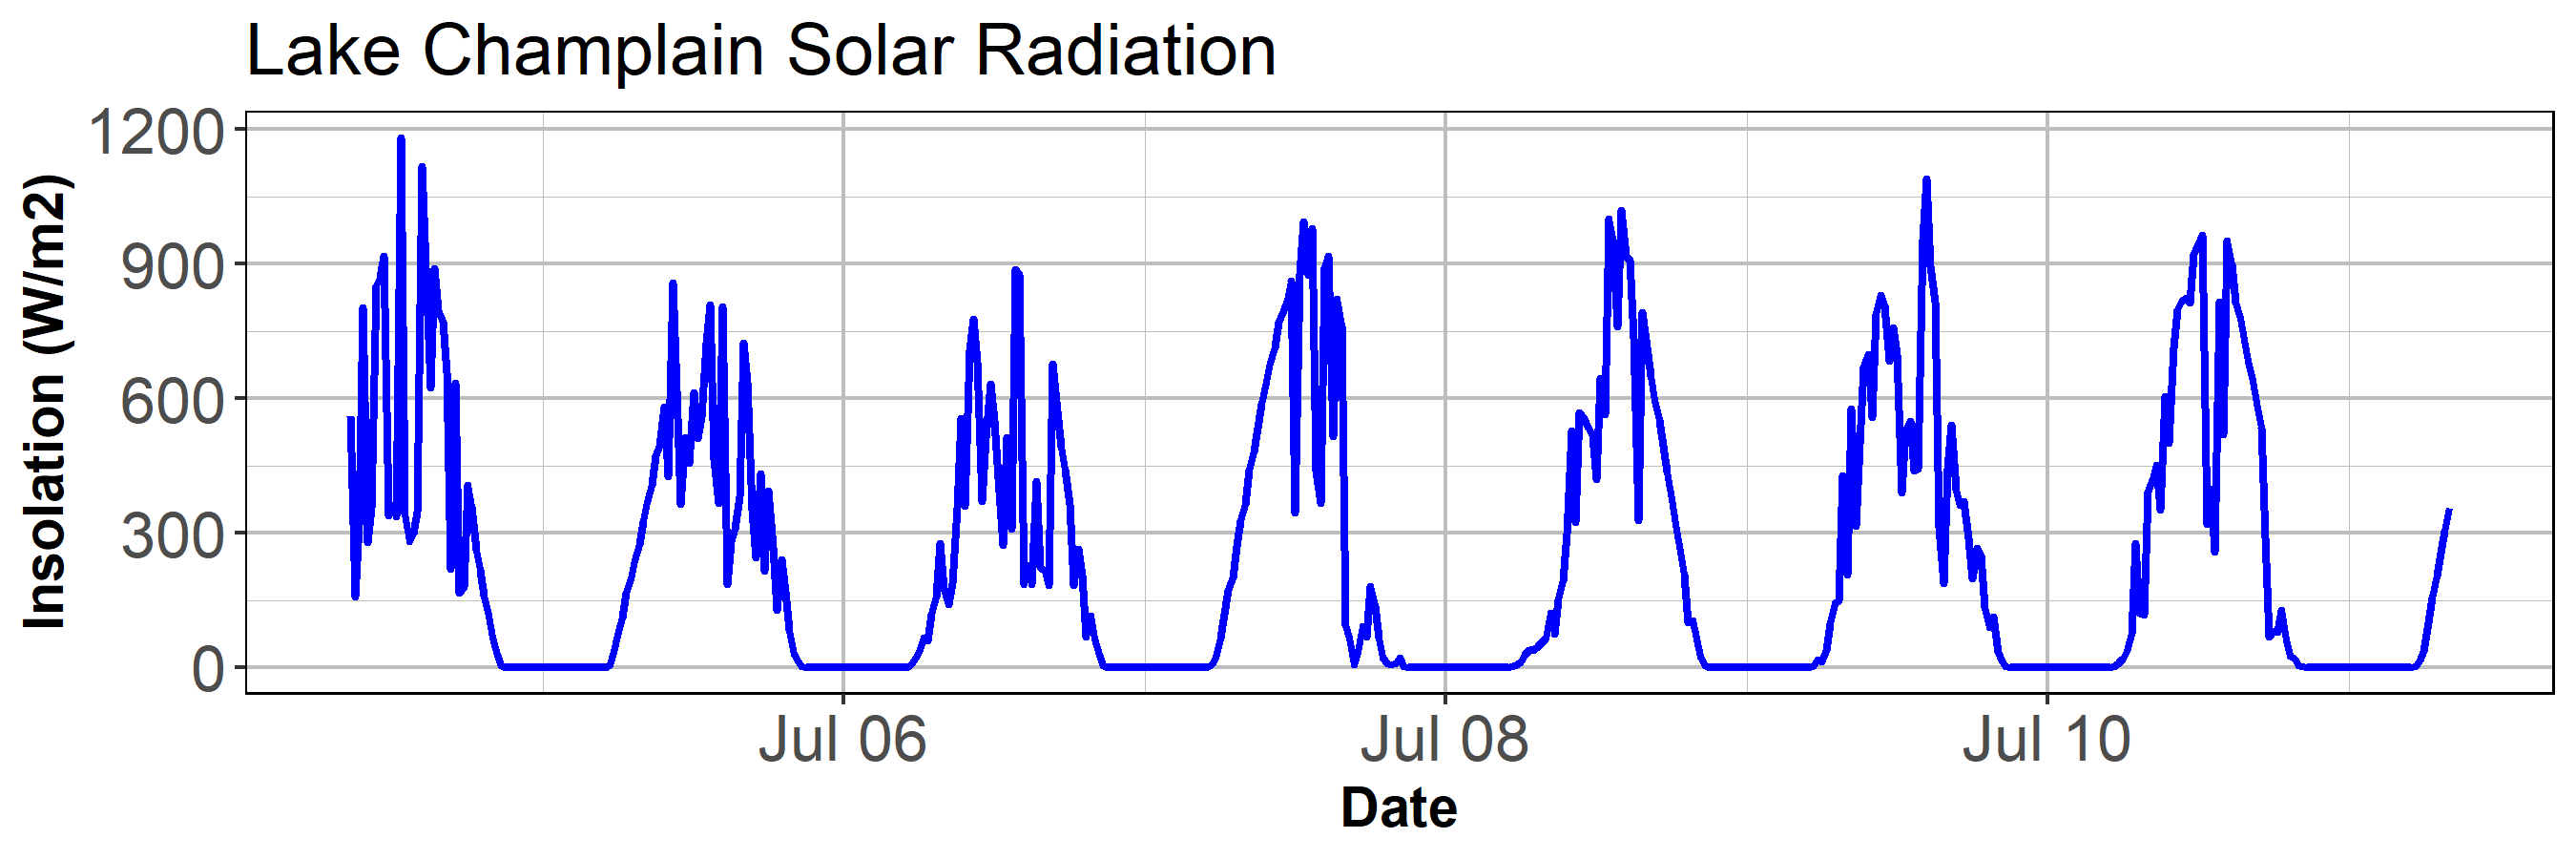 Lake Champlain Solar Radiation
1200
900
600
300
0
Insolation (W/m2)
Jul 06
Jul 08
Jul 10
Date